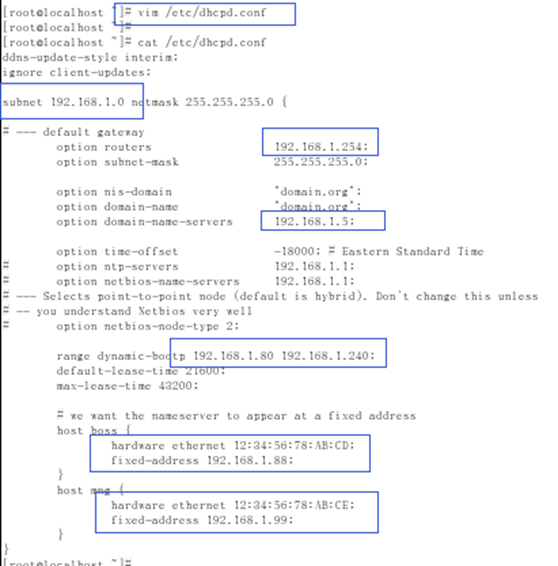 [root@localhost ~]# vim /etc/dhcpd.conf
[root@localhost ~]#
[root@localhost ~]# cat /etc/dhcpd.conf
ddns-update-style interim;
ignore client-updates;
subnet 192.168.1.0 netmask 255.255.255.0 {
# --- default gateway
option routers 192.168.1.254;
option subnet-mask 255.255.255.0;
option nis-domain "domain.org";
option domain-name "domain.org";
option domain-name-servers 192.168.1.5;
option time-offset -18000; # Eastern Standard Time
# option ntp-servers 192.168.1.1;
# option netbios-name-servers 192.168.1.1;
# --- Selects point-to-point node (default is hybrid). Don't change this unless
# -- you understand Netbios very well
# option netbios-node-type 2;
range dynamic-bootp 192.168.1.80 192.168.1.240;
default-lease-time 21600;
max-lease-time 43200;
# we want the nameserver to appear at a fixed address
host boss {
hardware ethernet 12:34:56:78:AB:CD;
fixed-address 192.168.1.88;
}
host mng {
hardware ethernet 12:34:56:78:AB:CE;
fixed-address 192.168.1.99;
}
}
[root@localhost ~]#